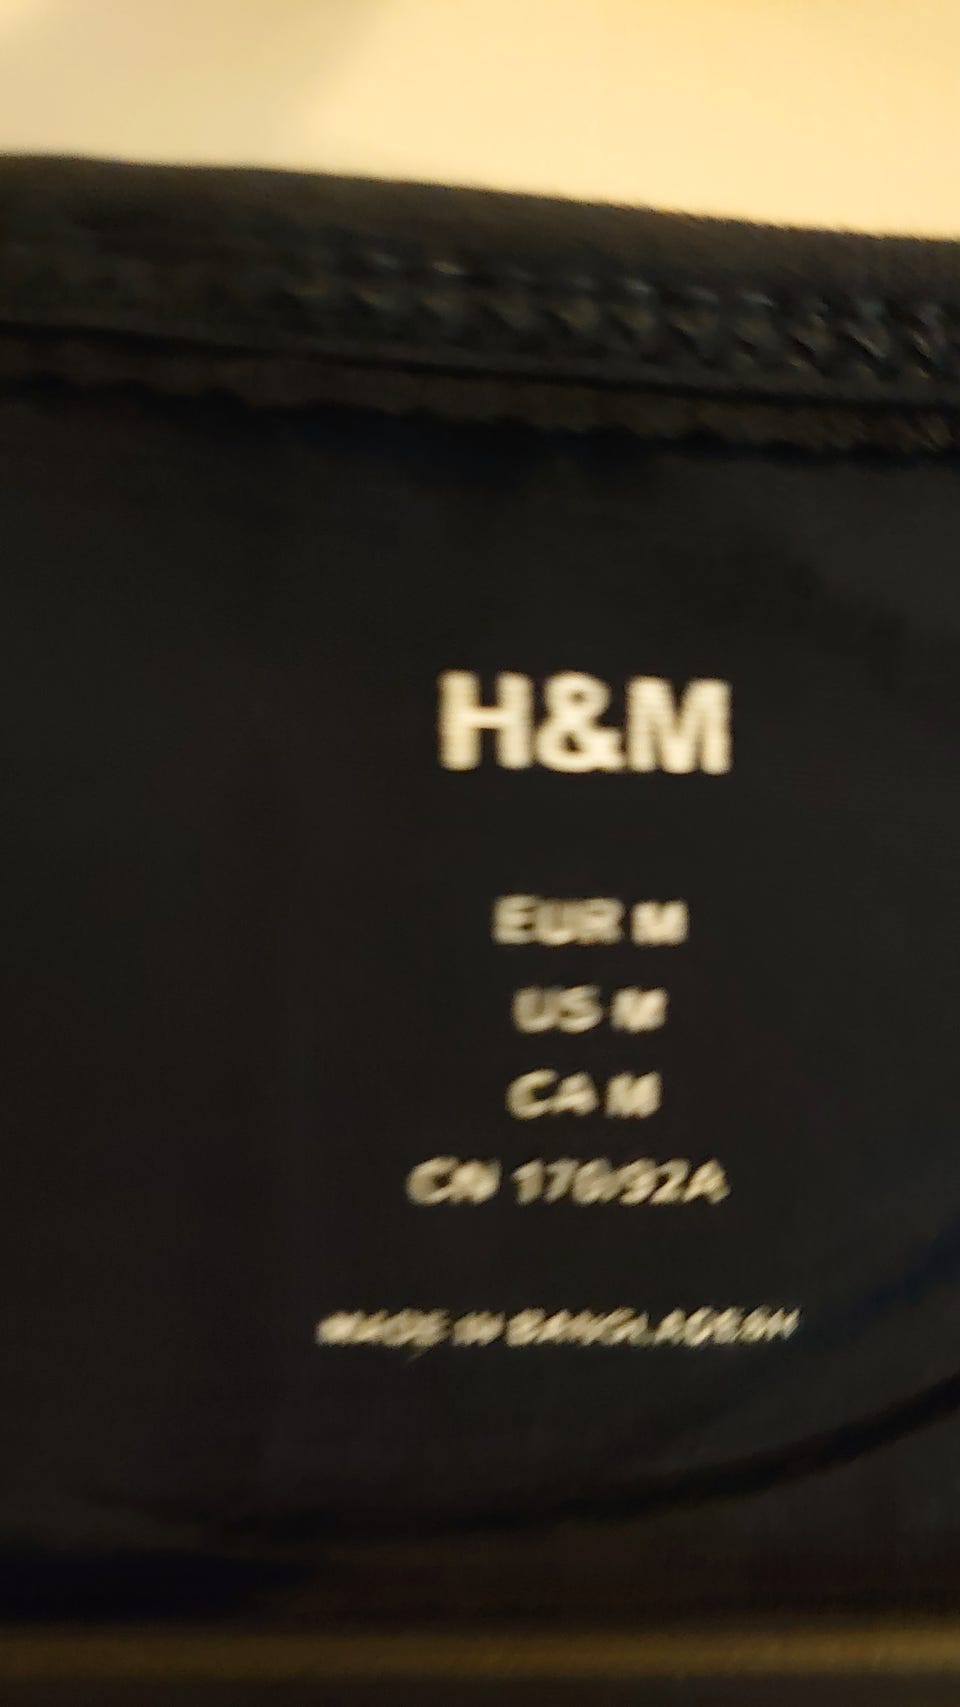 H&M
EUR M
US M
CA M
CN 170/92A
MADE IN BANGLADESH